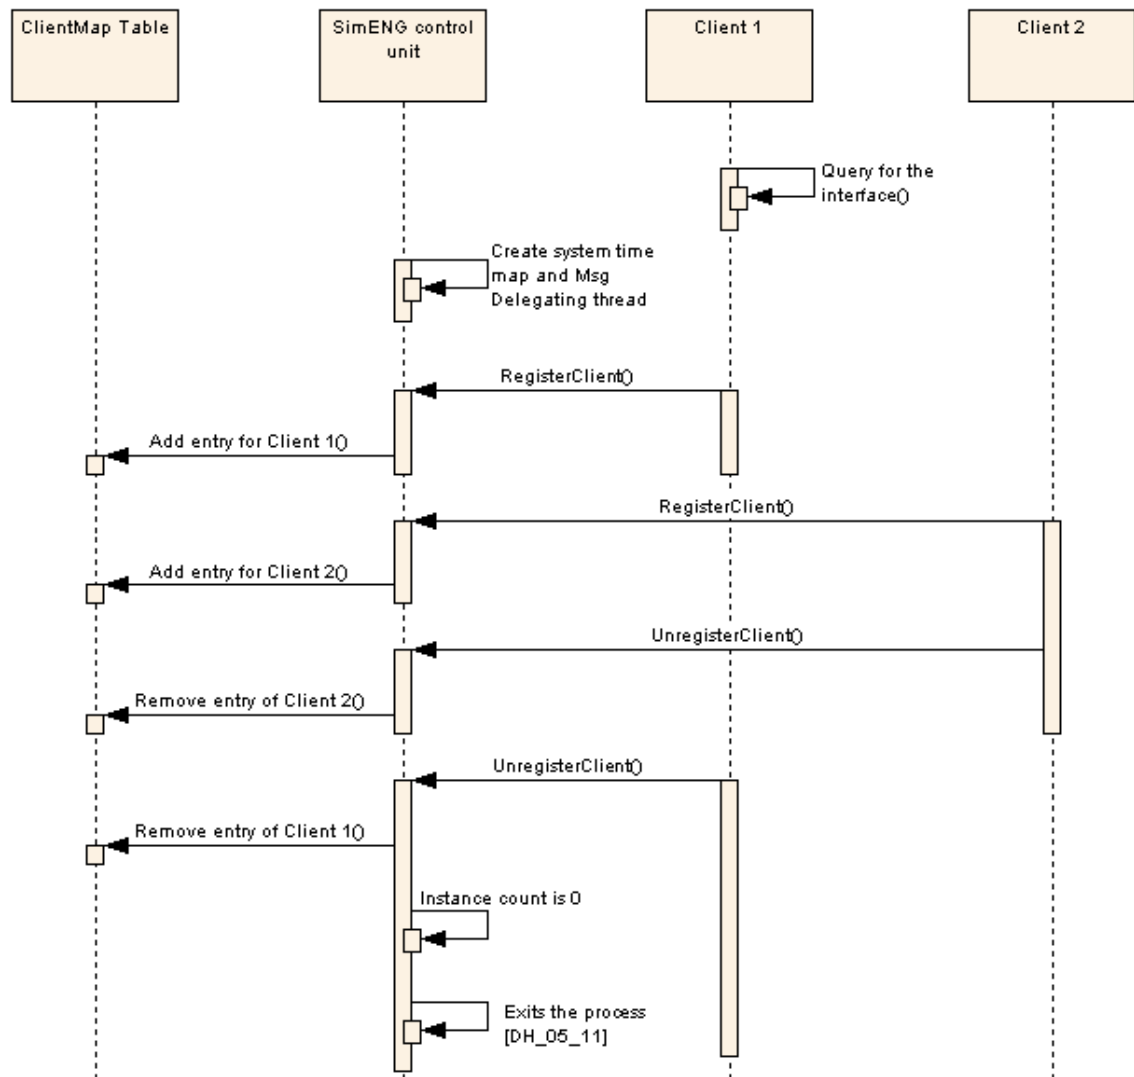 ClientMap Table
SimENG control
unit
Client 1
Client 2
Query for the
interface()
Create system time
map and Msg
Delegating thread
RegisterClient()
Add entry for Client 1()
RegisterClient()
Add entry for Client 2()
UnregisterClient()
Remove entry of Client 2()
UnregisterClient()
Remove entry of Client 1()
Instance count is 0
Exits the process
[DH_05_11]